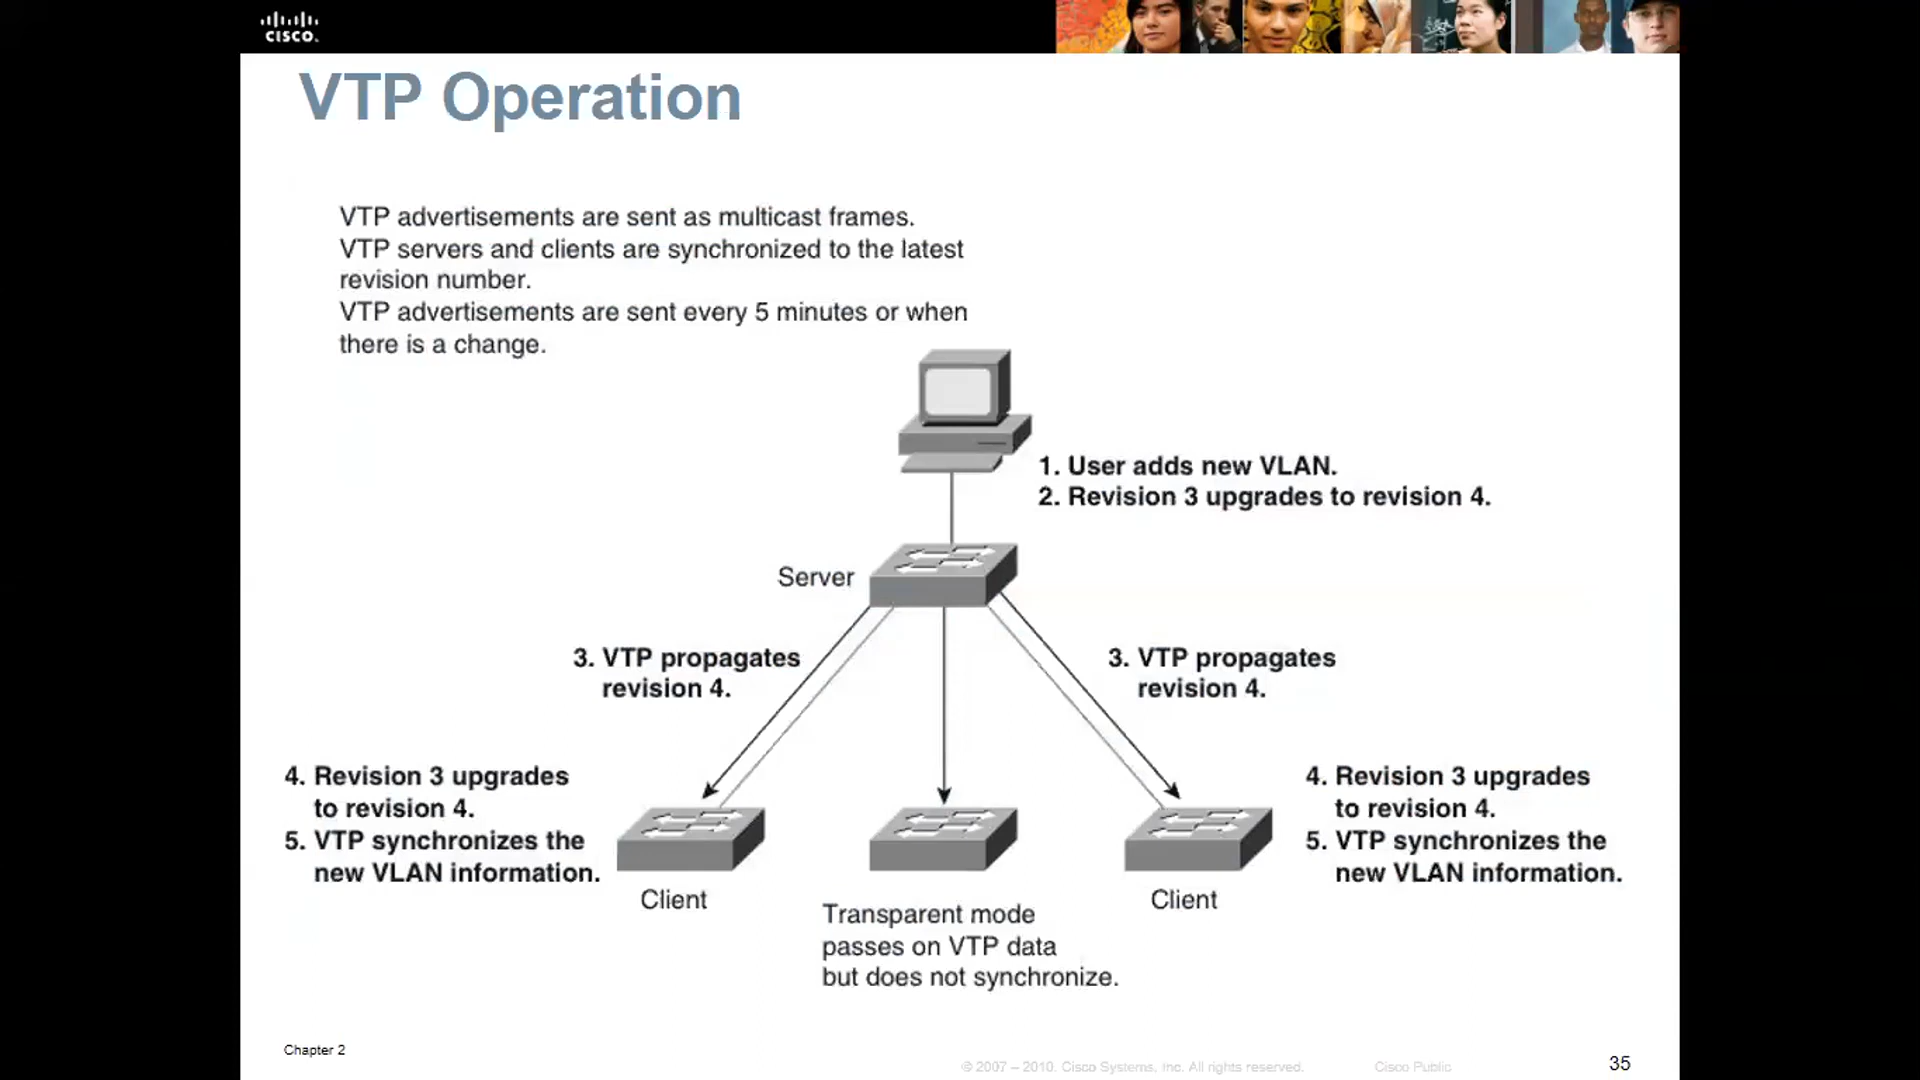 CISCO.
VTP Operation
VTP advertisements are sent as multicast frames.
VTP servers and clients are synchronized to the latest
revision number.
VTP advertisements are sent every 5 minutes or when
there is a change.
1. User adds new VLAN.
2. Revision 3 upgrades to revision 4.
Server
3. VTP propagates
revision 4.
3. VTP propagates
revision 4.
4. Revision 3 upgrades
to revision 4.
5. VTP synchronizes the
new VLAN information.
Client
Transparent mode
passes on VTP data
but does not synchronize.
4. Revision 3 upgrades
to revision 4.
5. VTP synchronizes the
new VLAN information.
Client
Chapter 2
© 2007 – 2010, Cisco Systems, Inc. All rights reserved.
Cisco Public
35